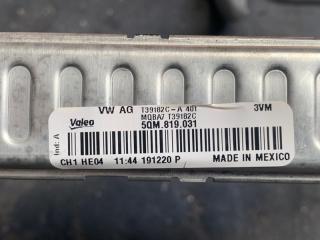 VW AG T39182C-A 401 3VM
Valeo MQBA7 T39182C
5QM.819.031
Ind: A
CH1 HE04 11:44 191220 P MADE IN MEXICO